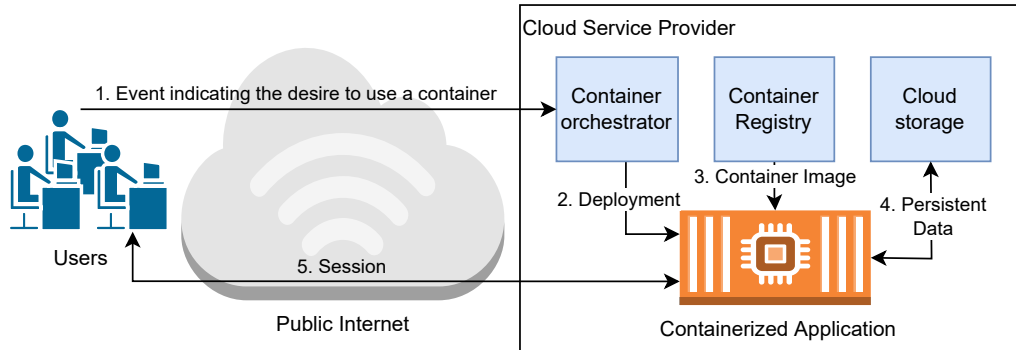 Cloud Service Provider
1. Event indicating the desire to use a container
Container
orchestrator
Container
Registry
Cloud
storage
2. Deployment
3. Container Image
4. Persistent
Data
Users
5. Session
Public Internet
Containerized Application